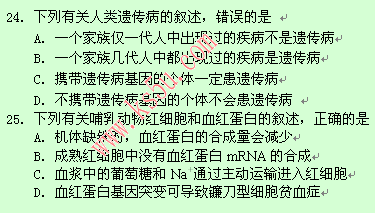 24. 下列有关人类遗传病的叙述，错误的是
A. 一个家族仅一代人中出现过的疾病不是遗传病
B. 一个家族几代人中都出现过的疾病是遗传病
C. 携带遗传病基因的个体一定患遗传病
D. 不携带遗传病基因的个体不会患遗传病
25. 下列有关哺乳动物红细胞和血红蛋白的叙述，正确的是
A. 机体缺铁时，血红蛋白的合成量会减少
B. 成熟红细胞中没有血红蛋白 mRNA 的合成
C. 血浆中的葡萄糖和 Na⁺通过主动运输进入红细胞
D. 血红蛋白基因突变可导致镰刀型细胞贫血症